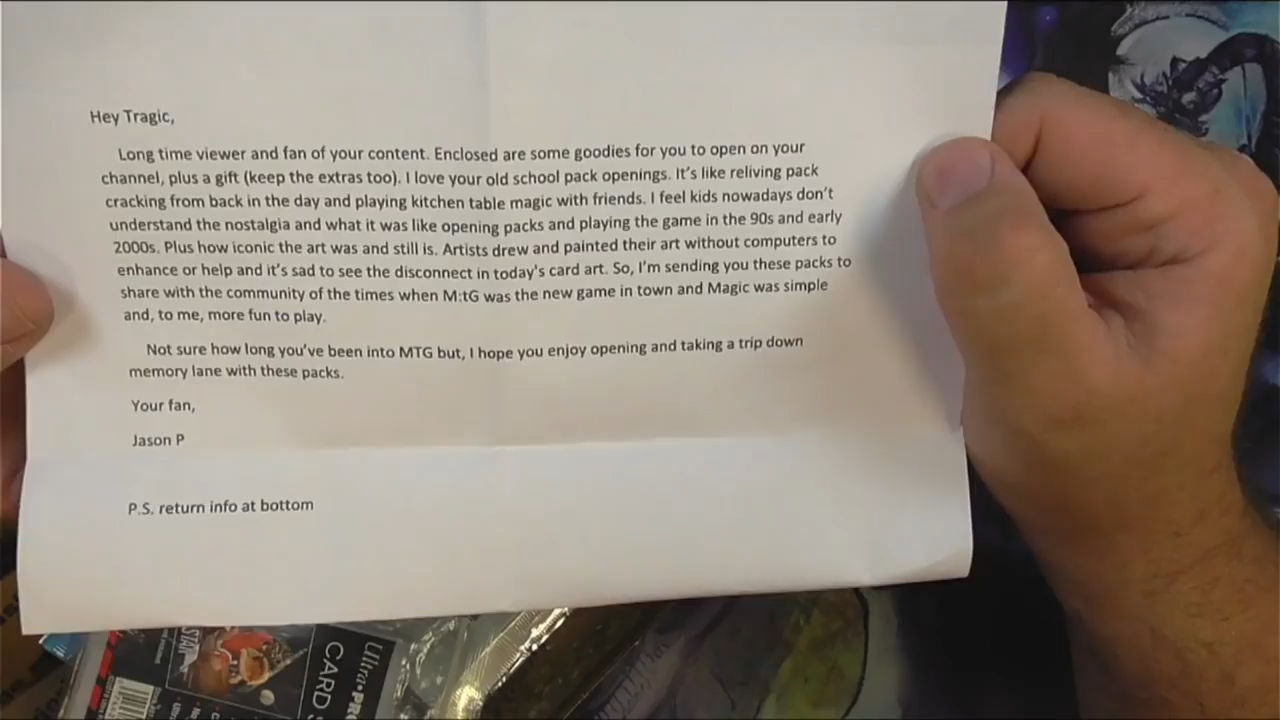 Hey Tragic,
Long time viewer and fan of your content. Enclosed are some goodies for you to open on your
channel, plus a gift (keep the extras too). I love your old school pack openings. It's like reliving pack
cracking from back in the day and playing kitchen table magic with friends. I feel kids nowadays don't
understand the nostalgia and what it was like opening packs and playing the game in the 90s and early
2000s. Plus how iconic the art was and still is. Artists drew and painted their art without computers to
enhance or help and it's sad to see the disconnect in today's card art. So, I'm sending you these packs to
share with the community of the times when M:tG was the new game in town and Magic was simple
and, to me, more fun to play.
Not sure how long you've been into MTG but, I hope you enjoy opening and taking a trip down
memory lane with these packs.
Your fan,
Jason P
P.S. return info at bottom
Ultra•PRO
CARD